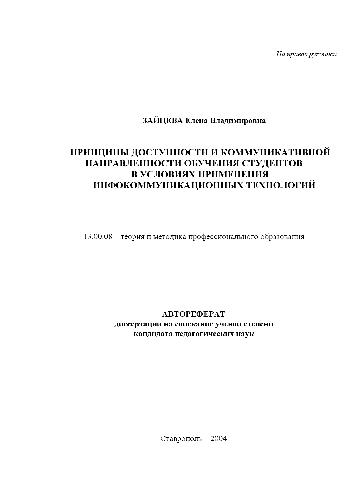 На правах рукописи
ЗАЙЦЕВА Елена Владимировна
ПРИНЦИПЫ ДОСТУПНОСТИ И КОММУНИКАТИВНОЙ
НАПРАВЛЕННОСТИ ОБУЧЕНИЯ СТУДЕНТОВ
В УСЛОВИЯХ ПРИМЕНЕНИЯ
ИНФОКОММУНИКАЦИОННЫХ ТЕХНОЛОГИЙ
13.00.08 – теория и методика профессионального образования
АВТОРЕФЕРАТ
диссертации на соискание ученой степени
кандидата педагогических наук
Ставрополь – 2004